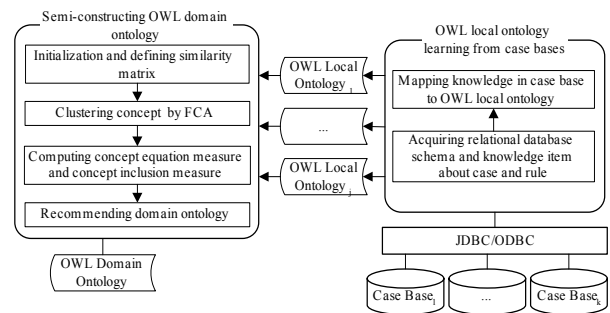 Semi-constructing OWL domain
ontology
Initialization and defining similarity
matrix
Clustering concept by FCA
Computing concept equation measure
and concept inclusion measure
Recommending domain ontology
OWL Domain
Ontology
OWL Local
Ontology 1
...
OWL Local
Ontology j
OWL local ontology
learning from case bases
Mapping knowledge in case base
to OWL local ontology
Acquiring relational database
schema and knowledge item
about case and rule
JDBC/ODBC
Case Base1
...
Case Basek